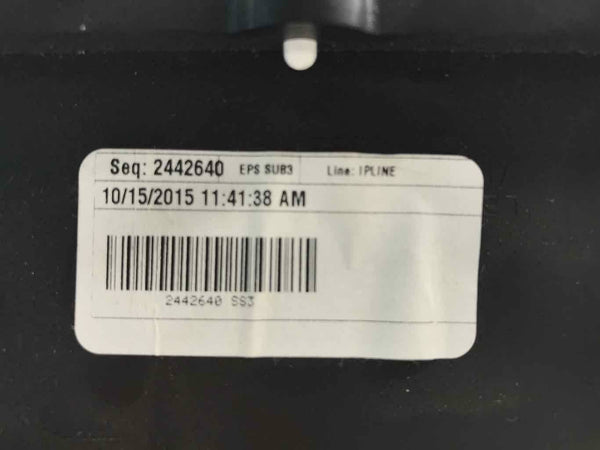 Seq: 2442640 EPS SUB3 Line: IPLINE
10/15/2015 11:41:38 AM
2442640 SS3